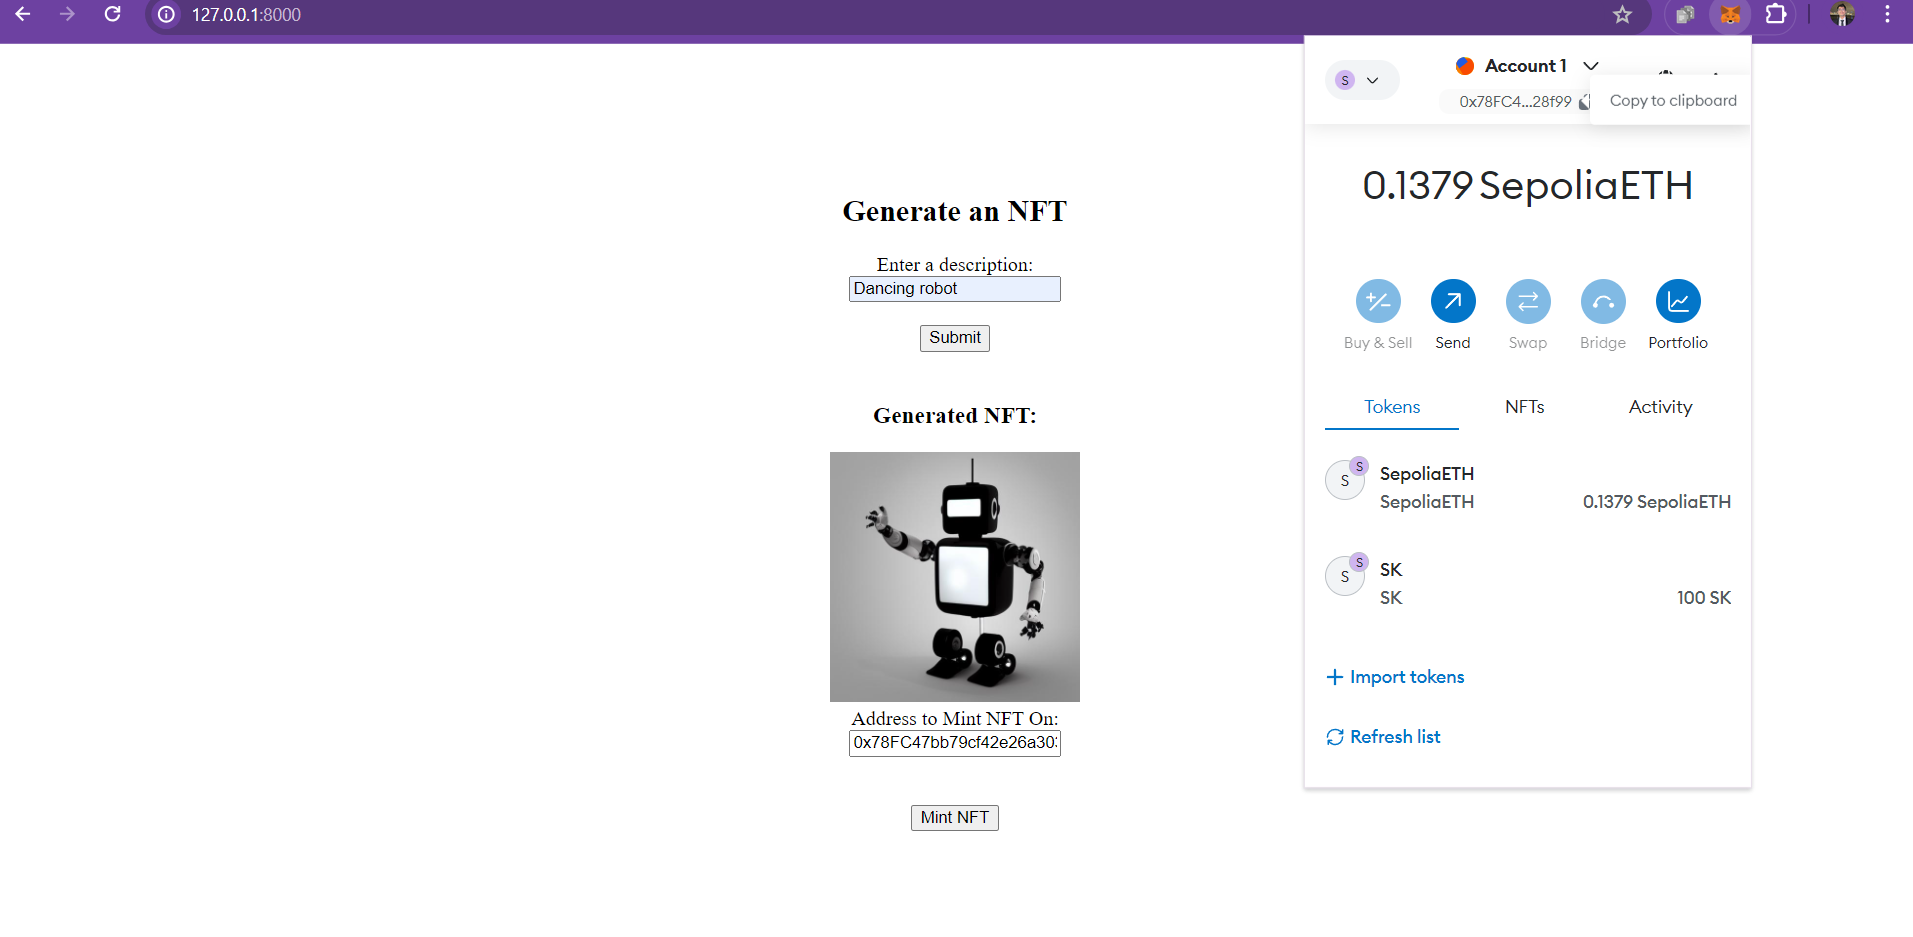 127.0.0.1:8000
Generate an NFT
Enter a description:
Dancing robot
Submit
Generated NFT:
Address to Mint NFT On:
0x78FC47bb79cf42e26a30
Mint NFT
S
Account 1
0x78FC4...28f99
Copy to clipboard
0.1379 SepoliaETH
Buy & Sell
Send
Swap
Bridge
Portfolio
Tokens
NFTs
Activity
S
S
SepoliaETH
SepoliaETH
0.1379 SepoliaETH
S
S
SK
SK
100 SK
Import tokens
Refresh list